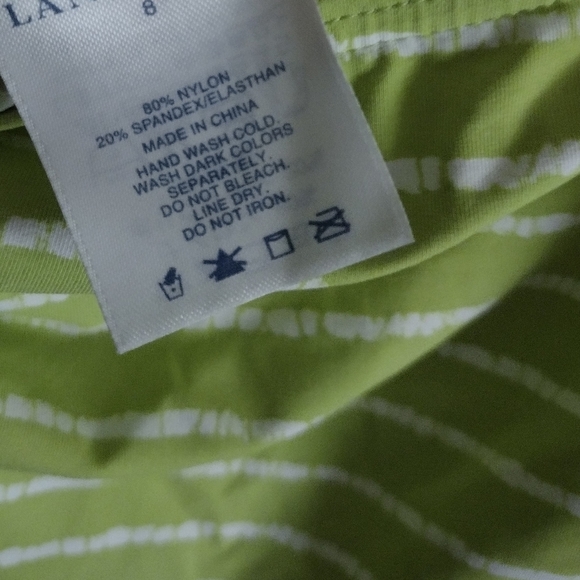 8
80% NYLON
20% SPANDEX/ELASTHAN
MADE IN CHINA
HAND WASH COLD.
WASH DARK COLORS
SEPARATELY.
DO NOT BLEACH.
LINE DRY.
DO NOT IRON.